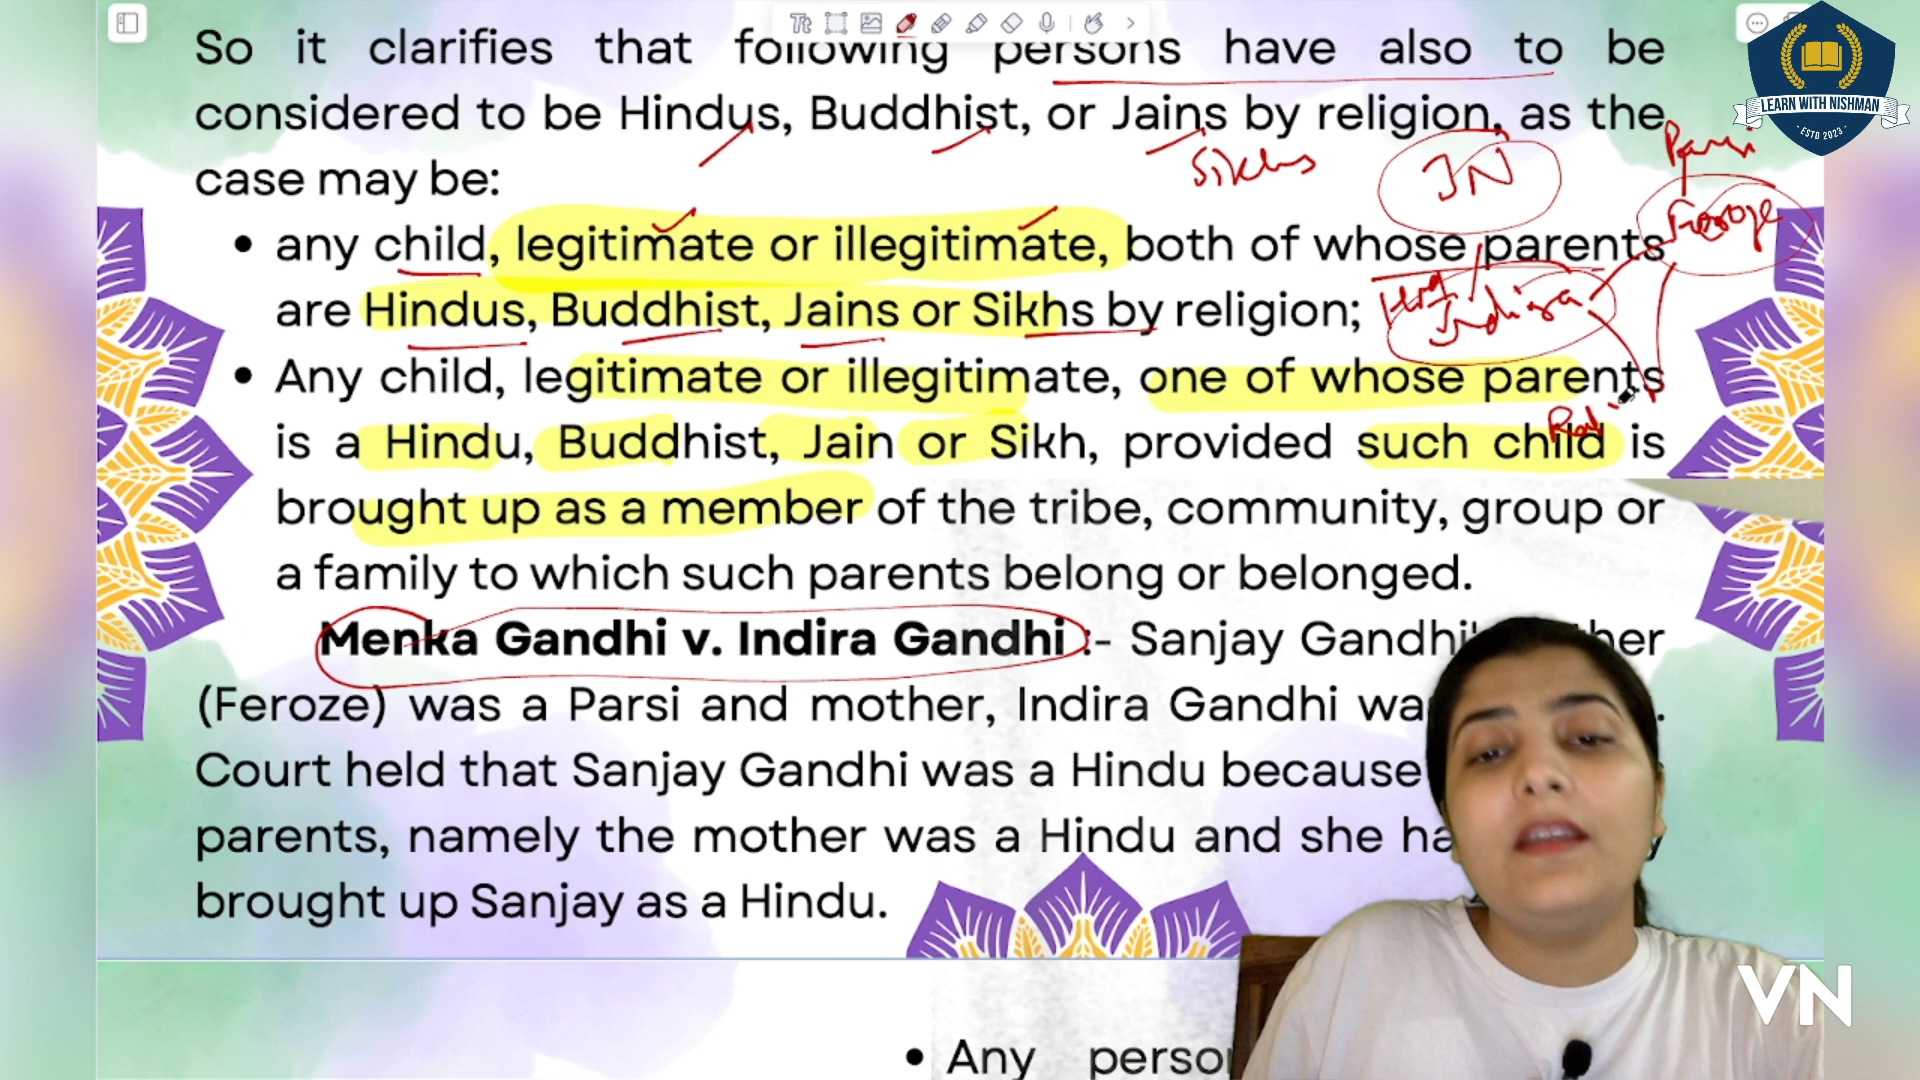 So it clarifies that following persons have also to be
considered to be Hindus, Buddhist, or Jains by religion, as the
case may be:
Sikhs
JN
Parsi
Feroze
Indira
• any child, legitimate or illegitimate, both of whose parents
are Hindus, Buddhist, Jains or Sikhs by religion;
• Any child, legitimate or illegitimate, one of whose parents
is a Hindu, Buddhist, Jain or Sikh, provided such child is
brought up as a member of the tribe, community, group or
a family to which such parents belong or belonged.
Menka Gandhi v. Indira Gandhi :- Sanjay Gandhi'
(Feroze) was a Parsi and mother, Indira Gandhi
Court held that Sanjay Gandhi was a Hindu because
parents, namely the mother was a Hindu and she
brought up Sanjay as a Hindu.
• Any
LEARN WITH NISHMAN
ESTD 2023
VN
Tt